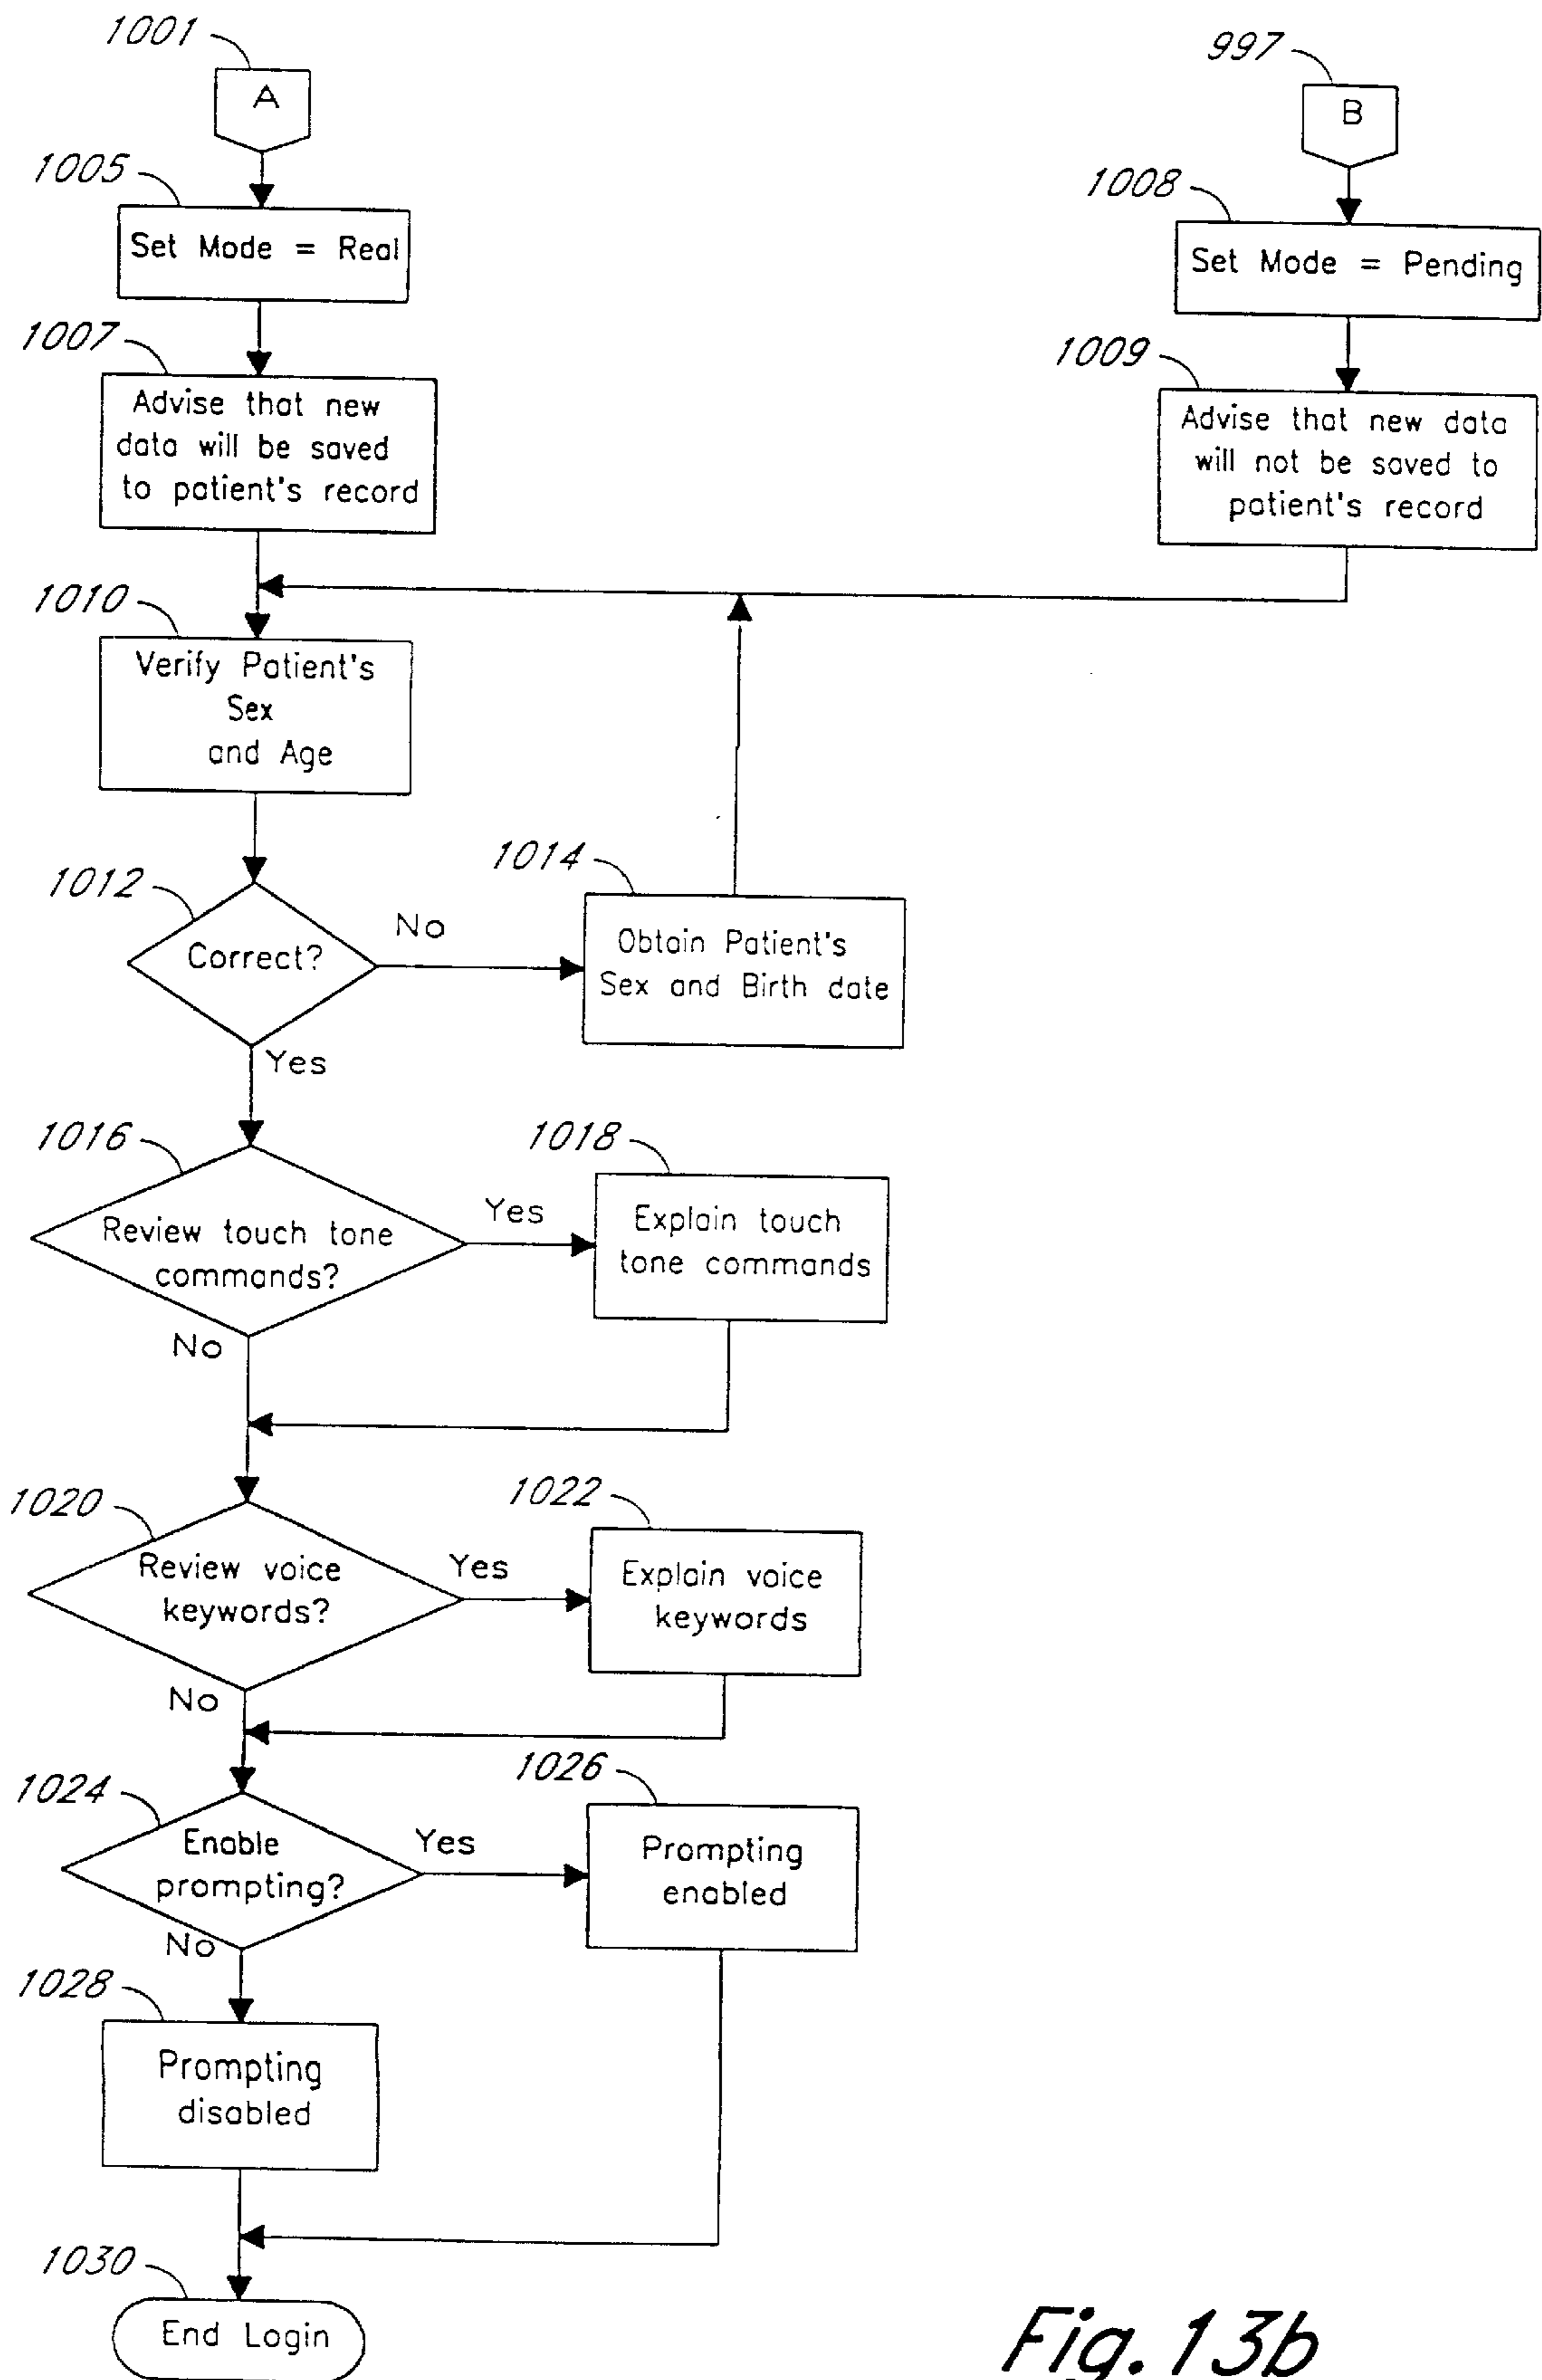 1001
A
997
B
1005
Set Mode = Real
1008
Set Mode = Pending
1007
Advise that new
data will be saved
to patient's record
1009
Advise that new data
will not be saved to
patient's record
1010
Verify Patient's
Sex
and Age
1012
Correct?
No
1014
Obtain Patient's
Sex and Birth date
Yes
1016
Review touch tone
commands?
Yes
1018
Explain touch
tone commands
No
1020
Review voice
keywords?
Yes
1022
Explain voice
keywords
No
1024
Enable
prompting?
Yes
1026
Prompting
enabled
No
1028
Prompting
disabled
1030
End Login
Fig. 13b